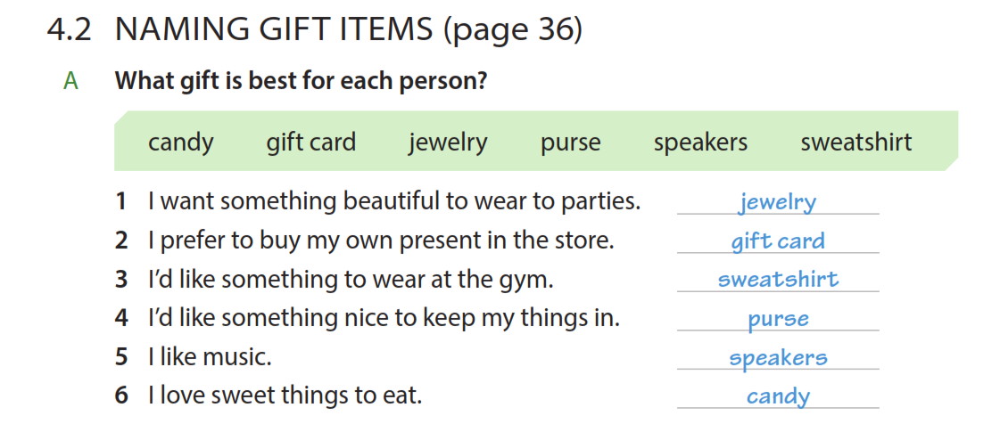 4.2 NAMING GIFT ITEMS (page 36)
A What gift is best for each person?
candy gift card jewelry purse speakers sweatshirt
1 I want something beautiful to wear to parties. jewelry
2 I prefer to buy my own present in the store. gift card
3 I’d like something to wear at the gym. sweatshirt
4 I’d like something nice to keep my things in. purse
5 I like music. speakers
6 I love sweet things to eat. candy